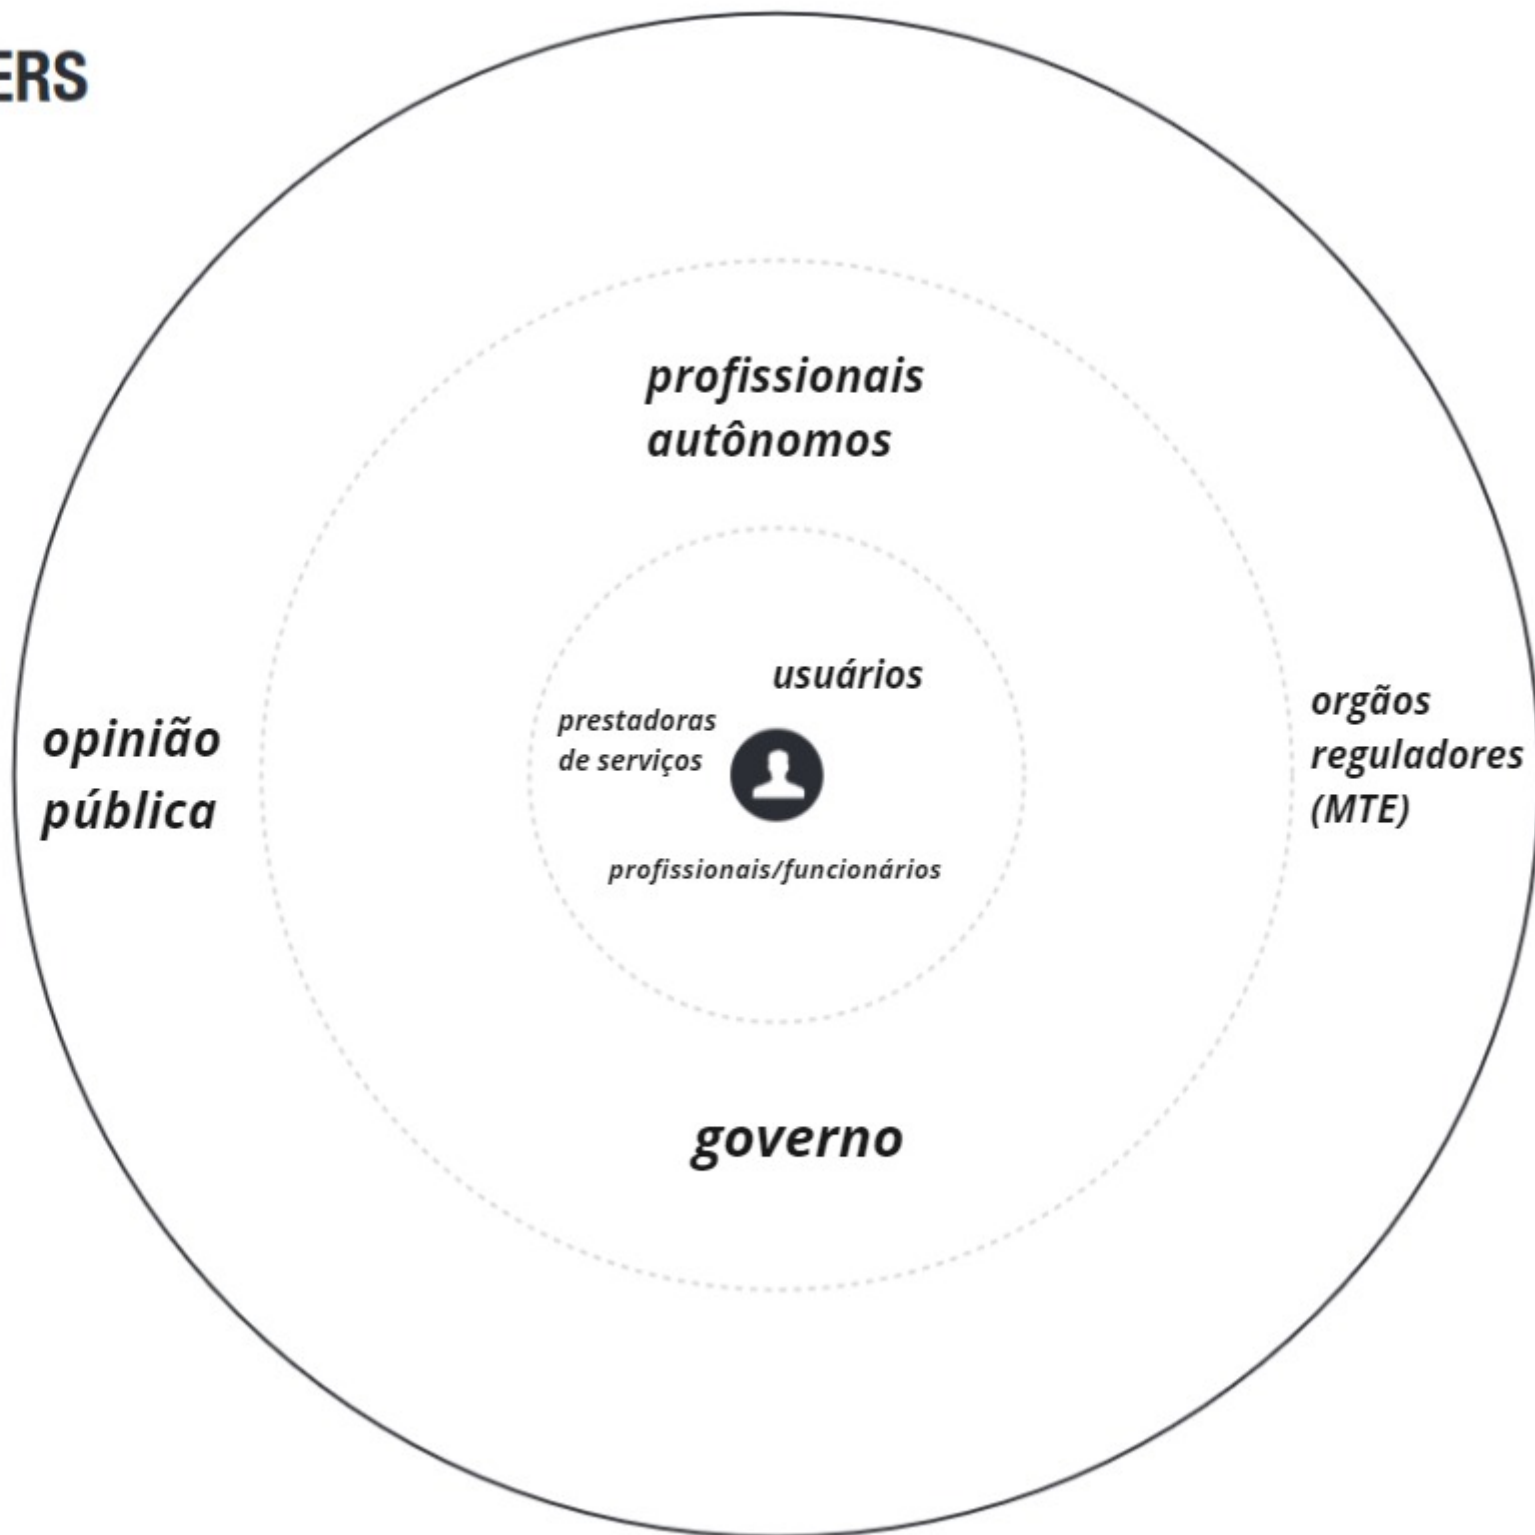 ERS
profissionais
autônomos
usuários
prestadoras
de serviços
profissionais/funcionários
opinião
pública
orgãos
reguladores
(MTE)
governo